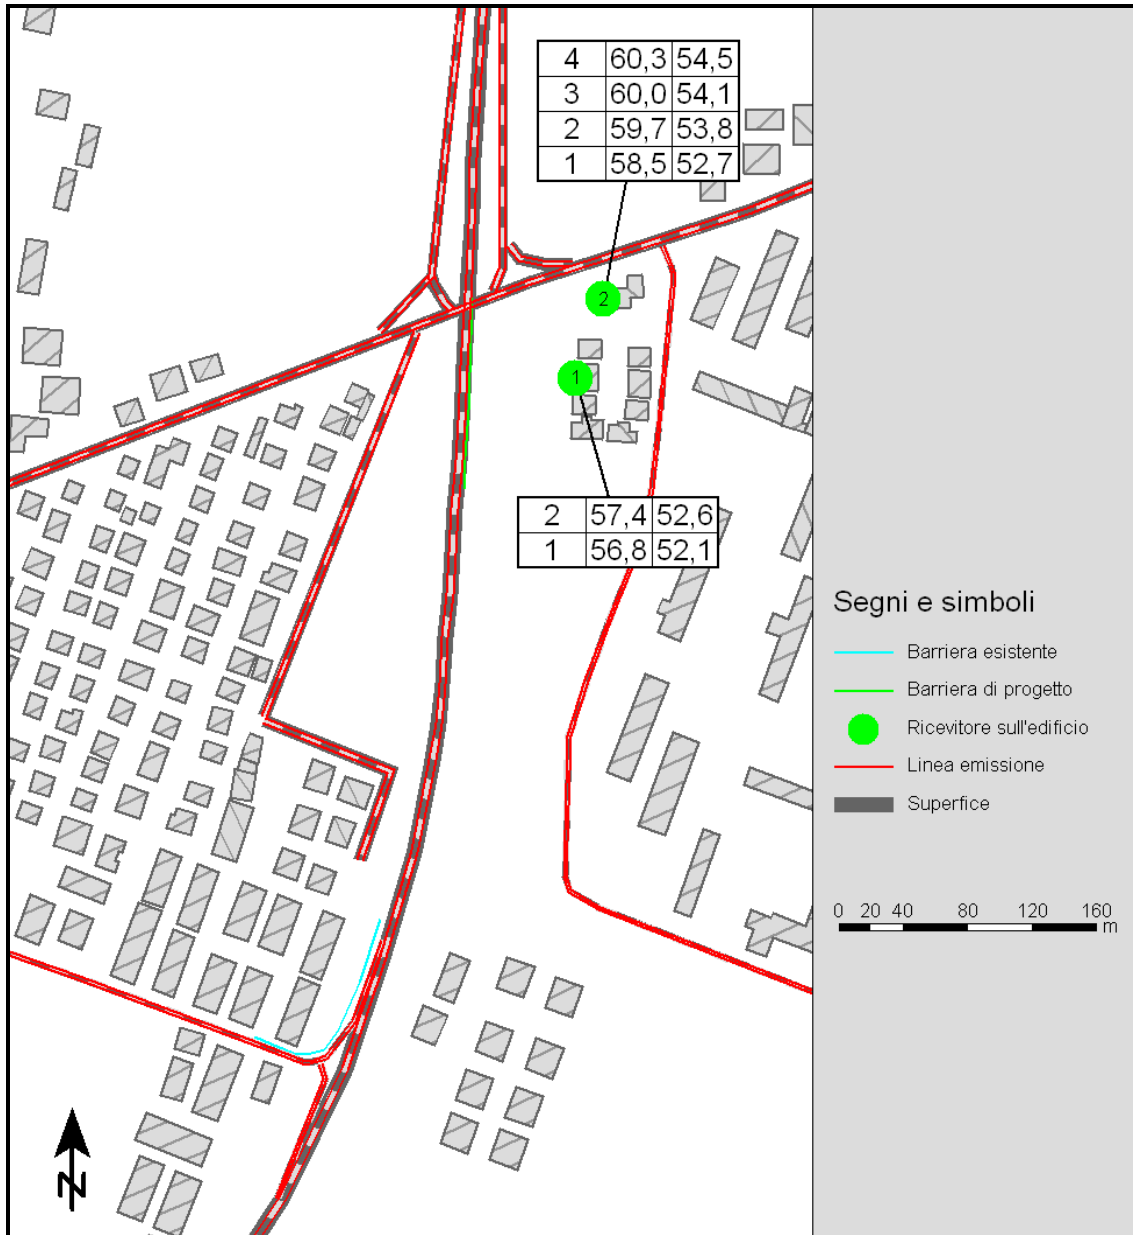 4 60,3 54,5
3 60,0 54,1
2 59,7 53,8
1 58,5 52,7
2
1
2 57,4 52,6
1 56,8 52,1
Segni e simboli
Barriera esistente
Barriera di progetto
Ricevitore sull'edificio
Linea emissione
Superfice
0 20 40 80 120 160
m
N